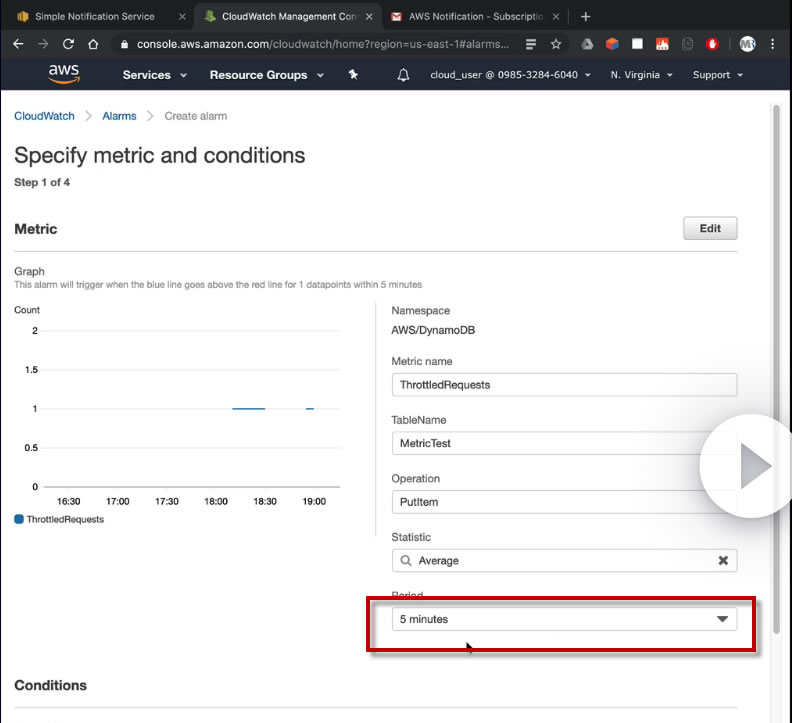 Simple Notification Service
CloudWatch Management Con
AWS Notification - Subscriptio
console.aws.amazon.com/cloudwatch/home?region=us-east-1#alarms...
MR
aws
Services
Resource Groups
cloud_user @ 0985-3284-6040
N. Virginia
Support
CloudWatch
Alarms
Create alarm
Specify metric and conditions
Step 1 of 4
Metric
Edit
Graph
This alarm will trigger when the blue line goes above the red line for 1 datapoints within 5 minutes
Count
2
1.5
1
0.5
0
16:30 17:00 17:30 18:00 18:30 19:00
ThrottledRequests
Namespace
AWS/DynamoDB
Metric name
ThrottledRequests
TableName
MetricTest
Operation
PutItem
Statistic
Average
Period
5 minutes
Conditions